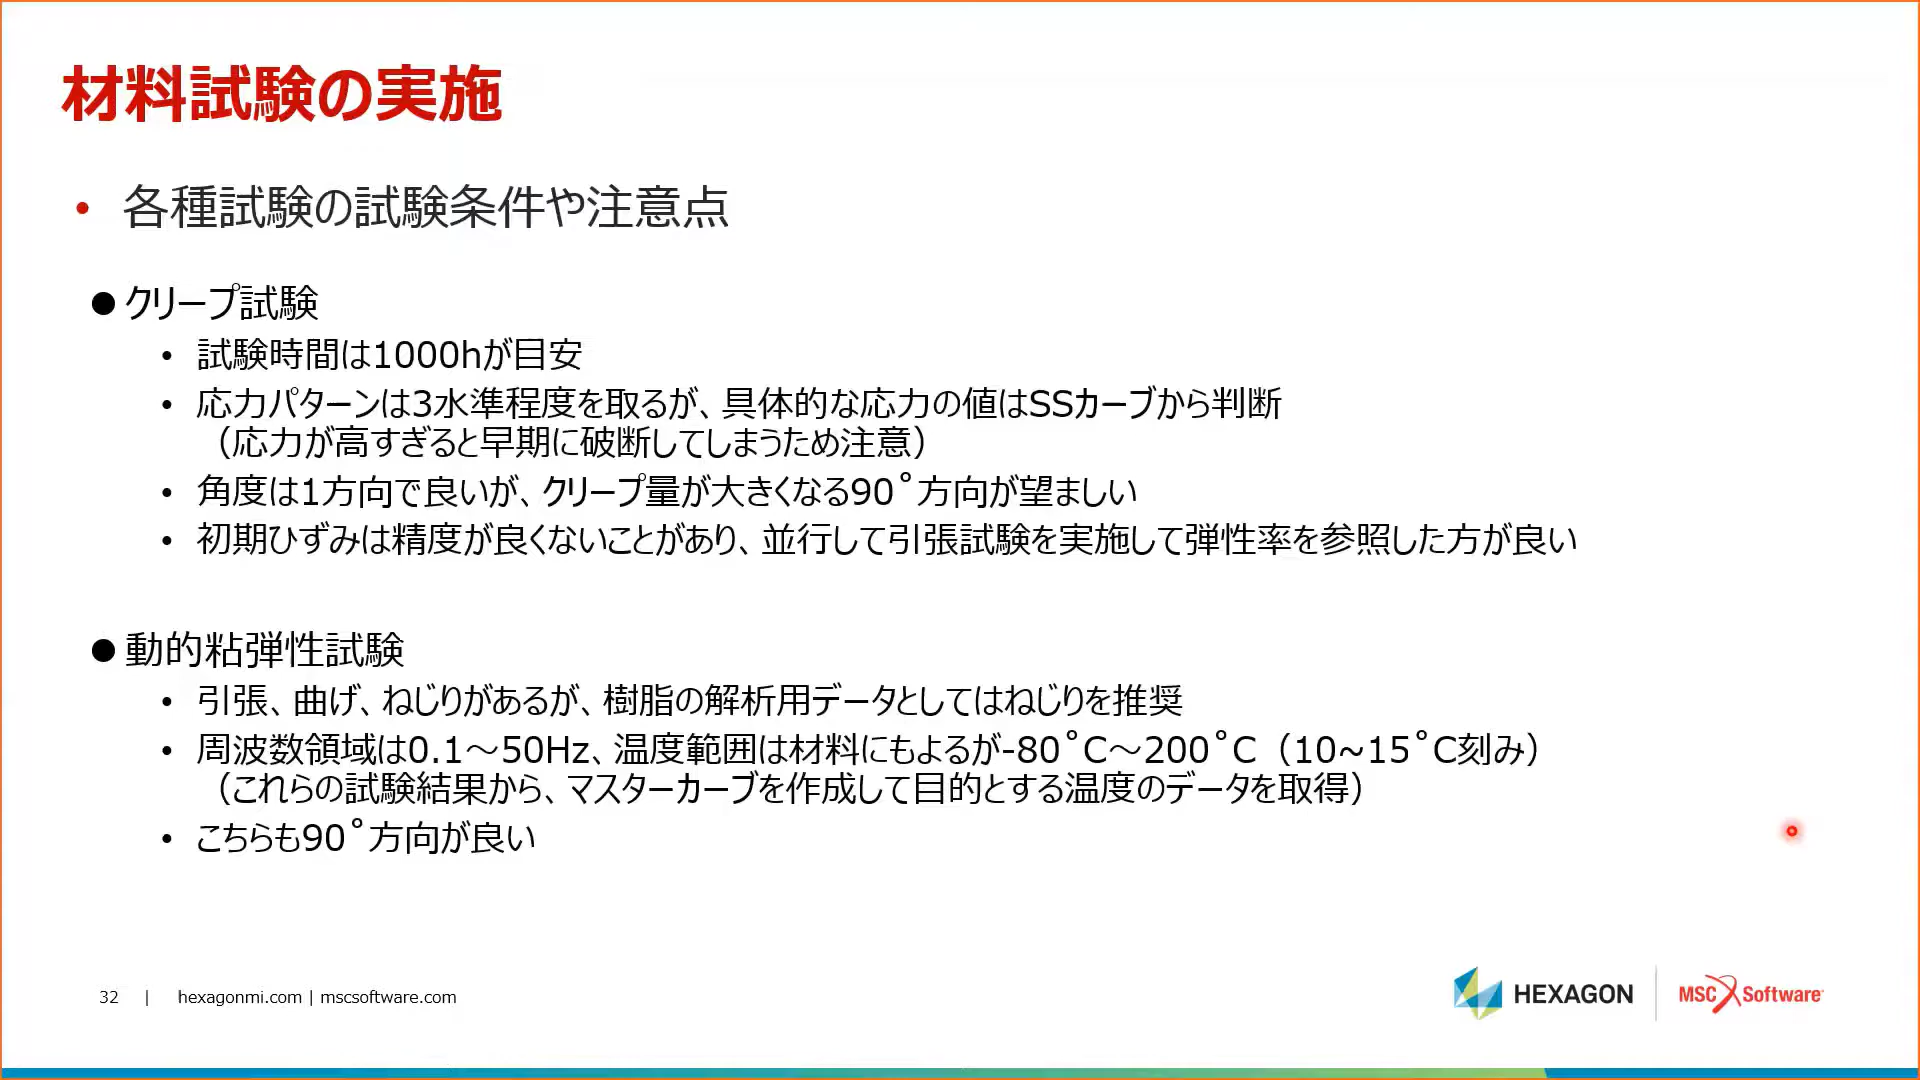 材料試験の実施
• 各種試験の試験条件や注意点
●クリープ試験
• 試験時間は1000hが目安
• 応力パターンは3水準程度を取るが、具体的な応力の値はSSカーブから判断
（応力が高すぎると早期に破断してしまうため注意）
• 角度は1方向で良いが、クリープ量が大きくなる90˚方向が望ましい
• 初期ひずみは精度が良くないことがあり、並行して引張試験を実施して弾性率を参照した方が良い
●動的粘弾性試験
• 引張、曲げ、ねじりがあるが、樹脂の解析用データとしてはねじりを推奨
• 周波数領域は0.1～50Hz、温度範囲は材料にもよるが-80˚C～200˚C（10~15˚C刻み）
（これらの試験結果から、マスターカーブを作成して目的とする温度のデータを取得）
• こちらも90˚方向が良い
32 | hexagonmi.com | mscsoftware.com
HEXAGON | MSC Software